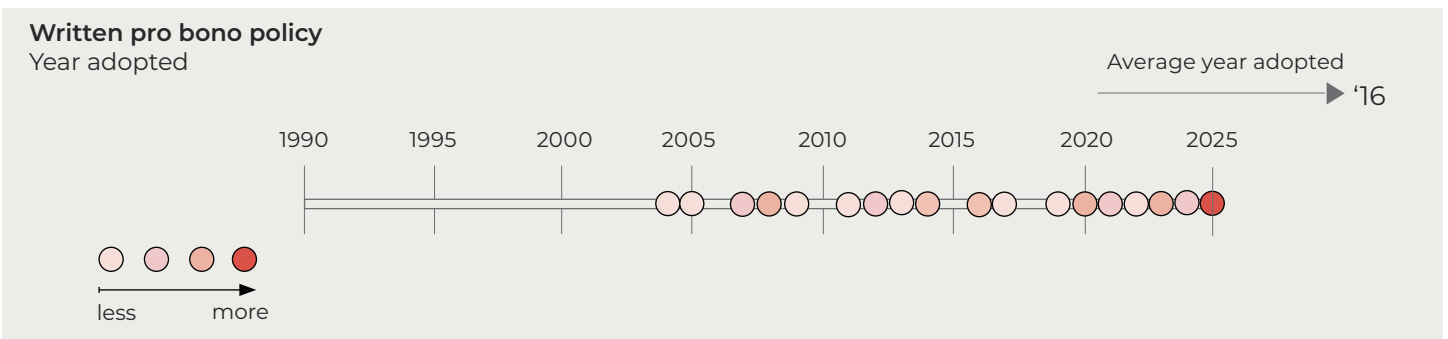 Written pro bono policy
Year adopted
Average year adopted
‘16
1990 1995 2000 2005 2010 2015 2020 2025
less more